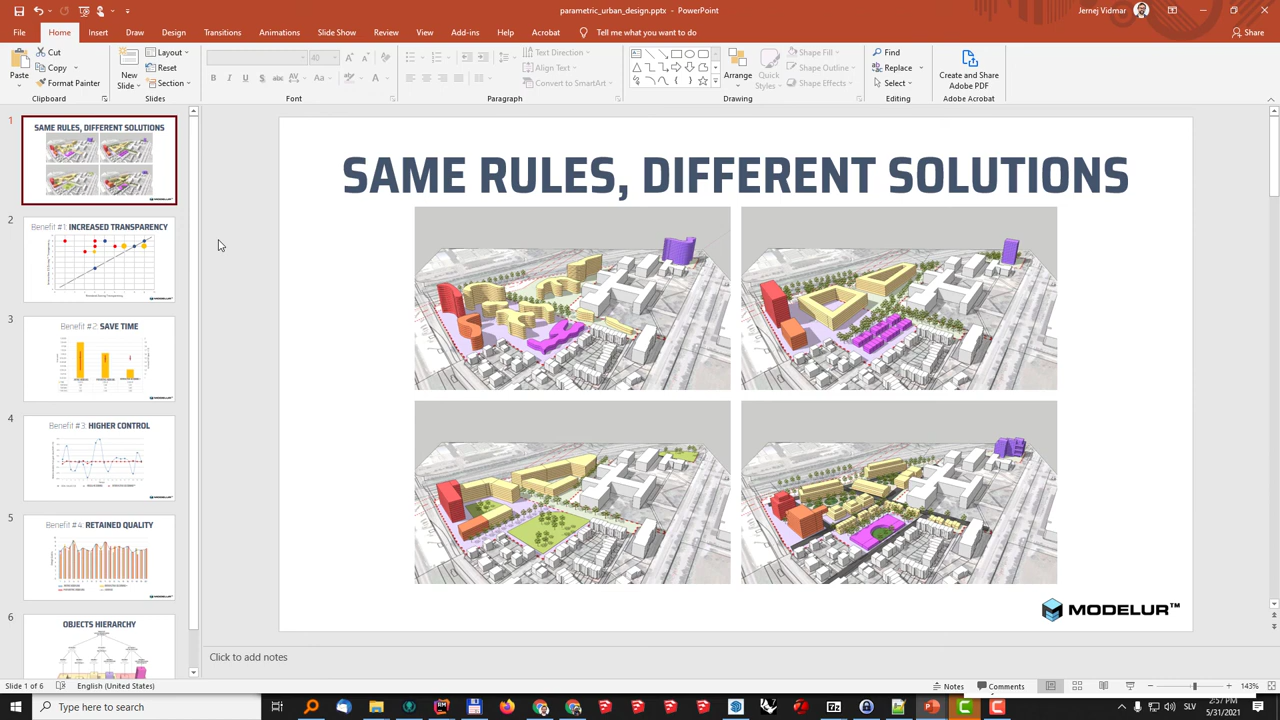 parametric_urban_design.pptx - PowerPoint
Jernej Vidmar
File Home Insert Draw Design Transitions Animations Slide Show Review View Add-ins Help Acrobat Tell me what you want to do Share
Paste
Cut
Copy
Format Painter
Clipboard
New
Slide
Layout
Reset
Section
Slides
40
Font
Text Direction
Align Text
Convert to SmartArt
Paragraph
Arrange
Quick
Styles
Shape Fill
Shape Outline
Shape Effects
Drawing
Find
Replace
Select
Editing
Create and Share
Adobe PDF
Adobe Acrobat
1
SAME RULES, DIFFERENT SOLUTIONS
2
Benefit #1: INCREASED TRANSPARENCY
MODELUR
3
Benefit #2: SAVE TIME
MODELUR
4
Benefit #3: HIGHER CONTROL
MODELUR
5
Benefit #4: RETAINED QUALITY
MODELUR
6
OBJECTS HIERARCHY
SAME RULES, DIFFERENT SOLUTIONS
MODELUR™
Click to add notes
Slide 1 of 6 English (United States) Notes Comments 143%
Type here to search
SLV
2:57 PM
5/31/2021